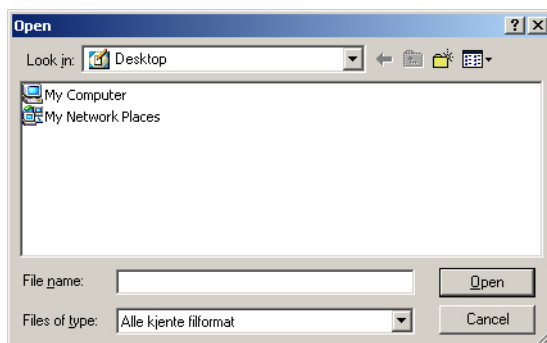 Open
Look in: Desktop
My Computer
My Network Places
File name: Open
Files of type: Alle kjente filformat Cancel